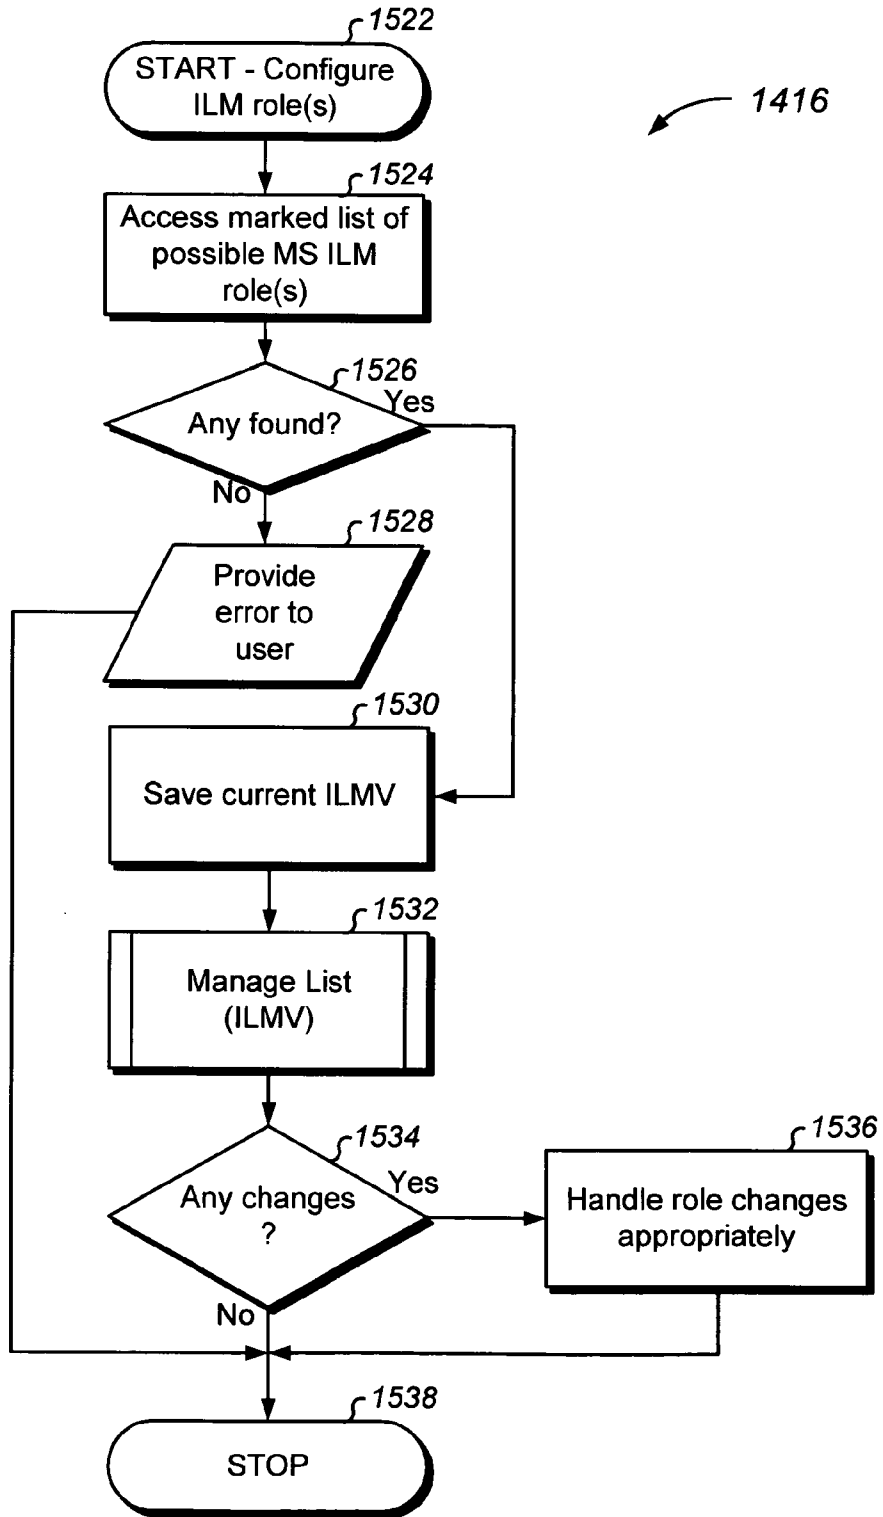 1522
START - Configure
ILM role(s)
1416
1524
Access marked list of
possible MS ILM
role(s)
1526
Yes
Any found?
No
1528
Provide
error to
user
1530
Save current ILMV
1532
Manage List
(ILMV)
1534
Yes
Any changes
?
No
1536
Handle role changes
appropriately
1538
STOP